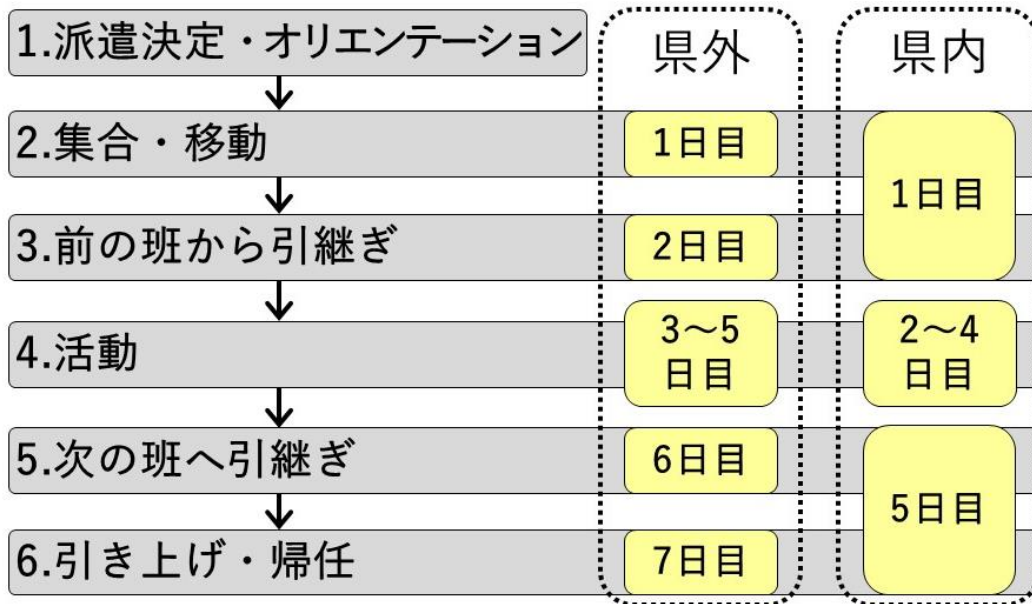 1.派遣決定・オリエンテーション
県外
県内
2.集合・移動
1日目
1日目
3.前の班から引継ぎ
2日目
4.活動
3～5
日目
2～4
日目
5.次の班へ引継ぎ
6日目
5日目
6.引き上げ・帰任
7日目